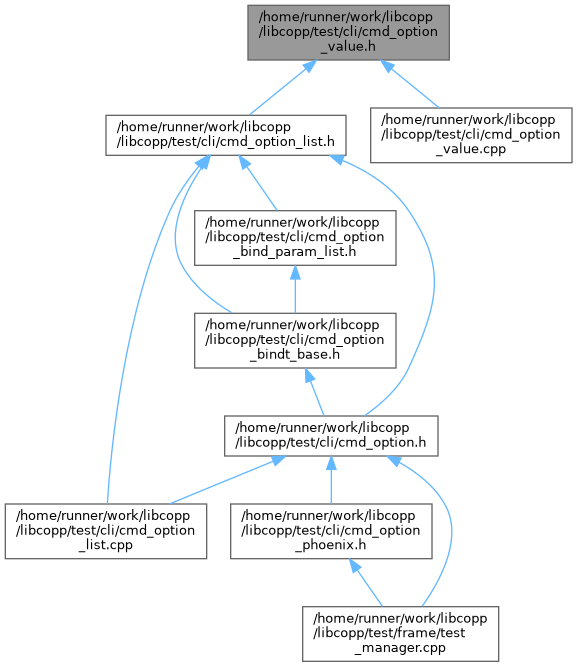 /home/runner/work/libcopp
/libcopp/test/cli/cmd_option
_value.h
/home/runner/work/libcopp
/libcopp/test/cli/cmd_option_list.h
/home/runner/work/libcopp
/libcopp/test/cli/cmd_option
_value.cpp
/home/runner/work/libcopp
/libcopp/test/cli/cmd_option
_bind_param_list.h
/home/runner/work/libcopp
/libcopp/test/cli/cmd_option
_bindt_base.h
/home/runner/work/libcopp
/libcopp/test/cli/cmd_option.h
/home/runner/work/libcopp
/libcopp/test/cli/cmd_option
_list.cpp
/home/runner/work/libcopp
/libcopp/test/cli/cmd_option
_phoenix.h
/home/runner/work/libcopp
/libcopp/test/frame/test
_manager.cpp